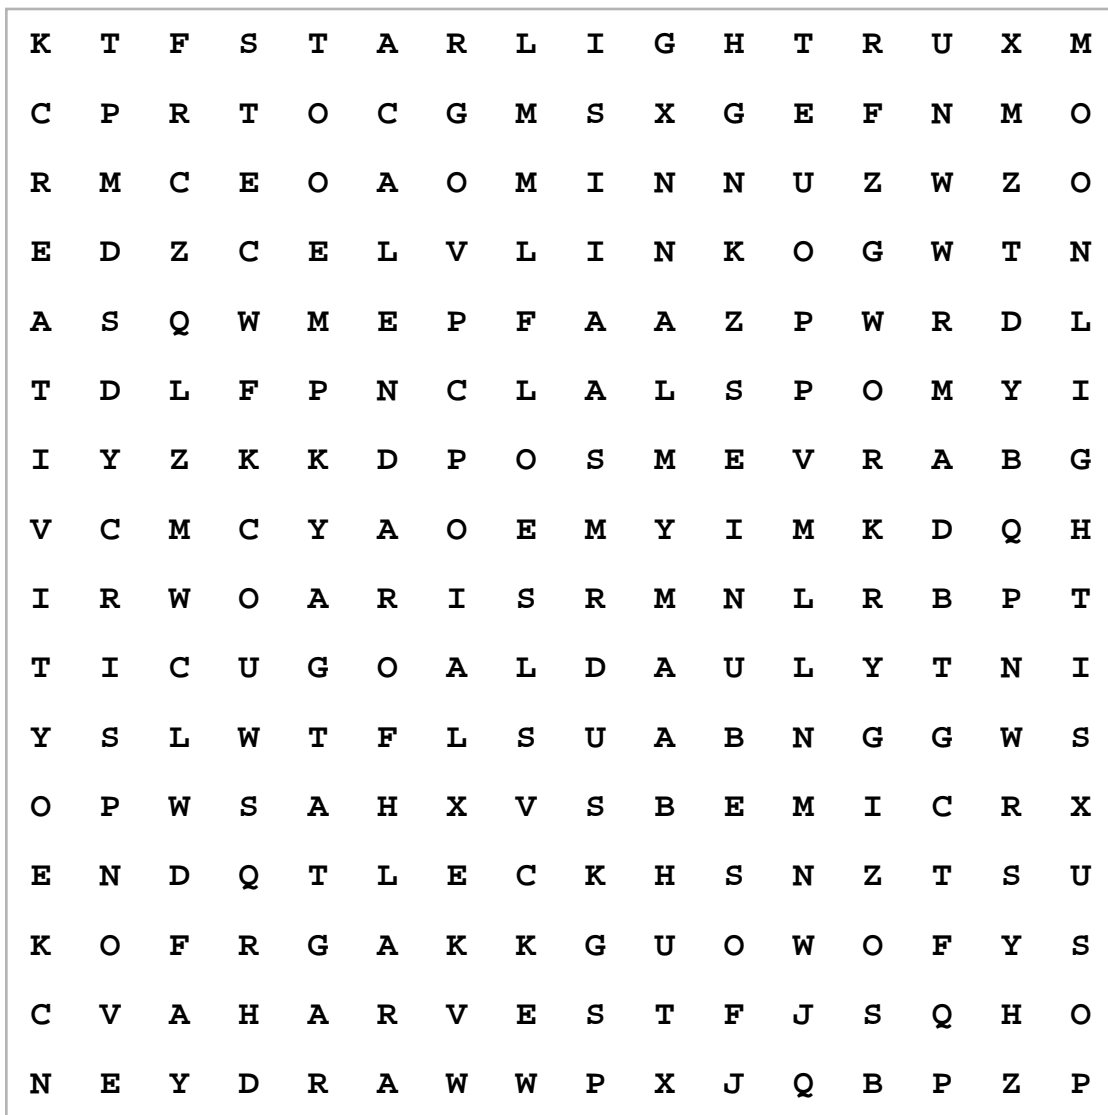 K T F S T A R L I G H T R U X M
C P R T O C G M S X G E F N M O
R M C E O A O M I N N U Z W Z O
E D Z C E L V L I N K O G W T N
A S Q W M E P F A A Z P W R D L
T D L F P N C L A L S P O M Y I
I Y Z K K D P O S M E V R A B G
V C M C Y A O E M Y I M K D Q H
I R W O A R I S R M N L R B P T
T I C U G O A L D A U L Y T N I
Y S L W T F L S U A B N G G W S
O P W S A H X V S B E M I C R X
E N D Q T L E C K H S N Z T S U
K O F R G A K K G U O W O F Y S
C V A H A R V E S T F J S Q H O
N E Y D R A W W P X J Q B P Z P